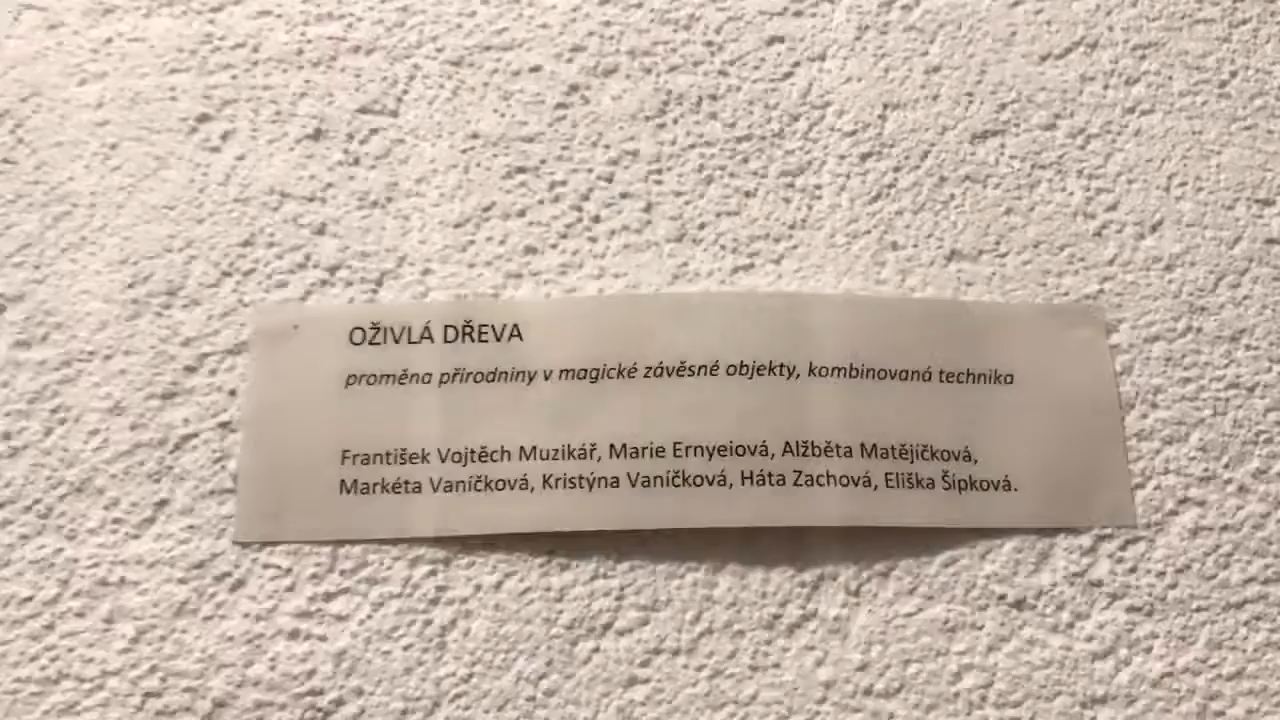 OŽIVLÁ DŘEVA
proměna přírodniny v magické závěsné objekty, kombinovaná technika
František Vojtěch Muzikář, Marie Ernyeiová, Alžběta Matějíčková,
Markéta Vaníčková, Kristýna Vaníčková, Háta Zachová, Eliška Šípková.